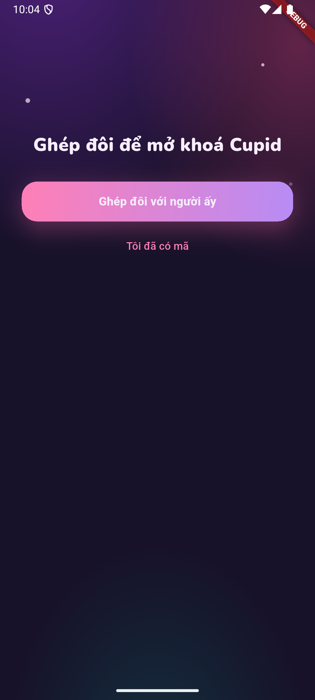 10:04
DEBUG
Ghép đôi để mở khoá Cupid
Ghép đôi với người ấy
Tôi đã có mã